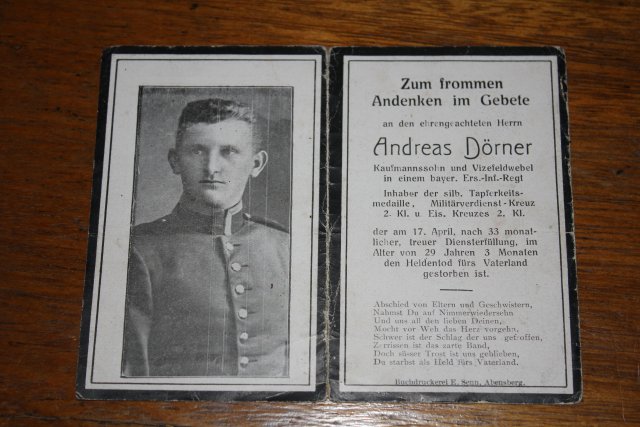 Zum frommen
Andenken im Gebete
an den ehrengeachteten Herrn
Andreas Dörner
Kaufmannssohn und Vizefeldwebel
in einem bayer. Ers.-Inf.-Regt
Inhaber der silb. Tapferkeits-
medaille, Militärverdienst-Kreuz
2. Kl. u Eis. Kreuzes 2. Kl.
der am 17. April, nach 33 monat-
licher, treuer Diensterfüllung, im
Alter von 29 Jahren 3 Monaten
den Heldentod fürs Vaterland
gestorben ist.
Abschied von Eltern und Geschwistern,
Nahmst Du auf Nimmerwiedersehn
Und uns all den lieben Deinen,
Mocht vor Weh das Herz vergehn.
Schwer ist der Schlag der uns getroffen,
Zerrissen ist das zarte Band,
Doch süsser Trost ist uns geblieben,
Du starbst als Held fürs Vaterland.
Buchdruckerei E. Senn, Abensberg.